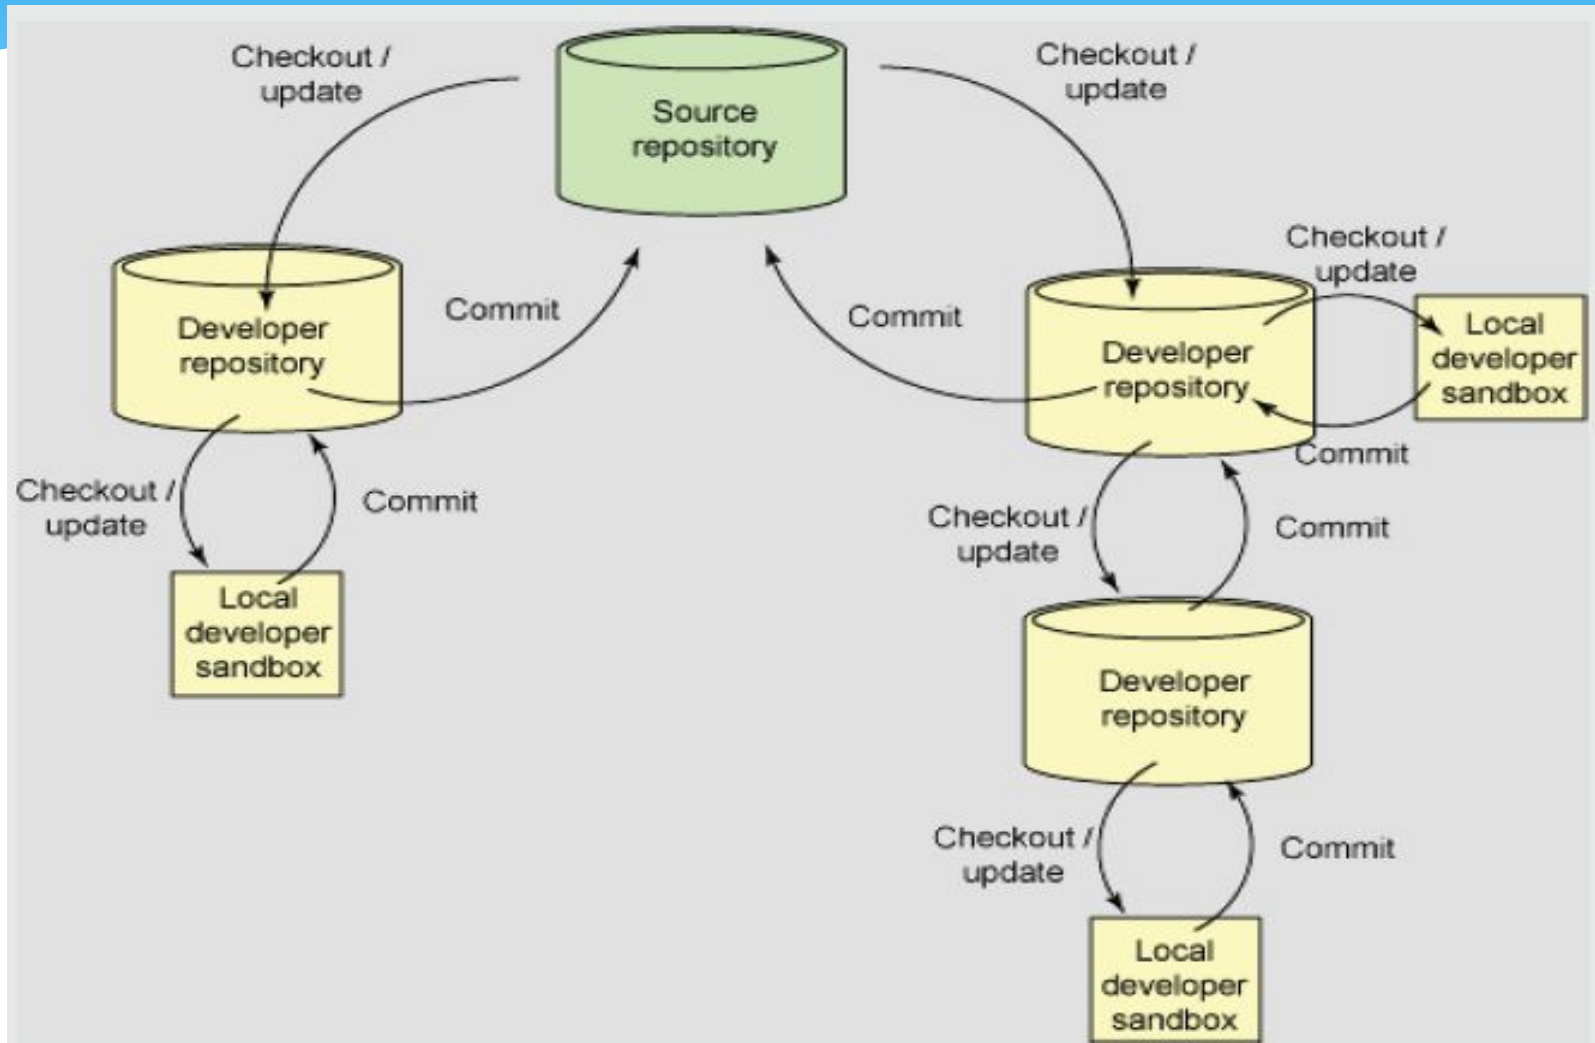 Checkout /
update
Source
repository
Checkout /
update
Developer
repository
Commit
Commit
Developer
repository
Checkout /
update
Local
developer
sandbox
Commit
Checkout /
update
Commit
Local
developer
sandbox
Checkout /
update
Commit
Developer
repository
Checkout /
update
Commit
Local
developer
sandbox